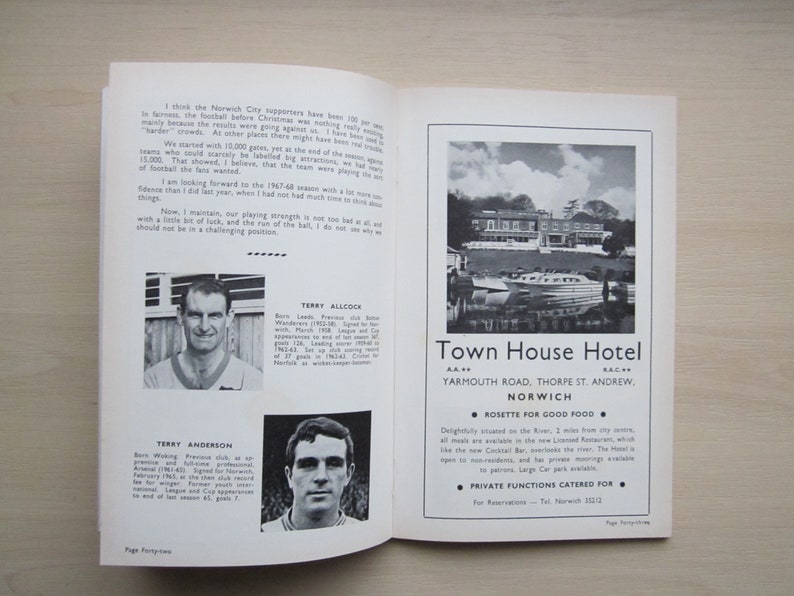 I think the Norwich City supporters have been 100 per cent.
In fairness, the football before Christmas was nothing really exciting,
mainly because the results were going against us. I have been used to
"harder" crowds. At other places there might have been real trouble.
We started with 10,000 gates, yet at the end of the season, against
teams who could scarcely be labelled big attractions, we had nearly
15,000. That showed, I believe, that the team were playing the sort
of football the fans wanted.
I am looking forward to the 1967-68 season with a lot more con-
fidence than I did last year, when I had not had much time to think about
things.
Now, I maintain, our playing strength is not too bad at all, and
with a little bit of luck, and the run of the ball, I do not see why we
should not be in a challenging position.
TERRY ALLCOCK
Born Leeds. Previous club Bolton
Wanderers (1952-58). Signed for Nor-
wich, March 1958. League and Cup
appearances to end of last season 367,
goals 126. Leading scorer 1959-60 to
1962-63. Set up club scoring record
of 37 goals in 1962-63. Cricket for
Norfolk as wicket-keeper-batsman.
TERRY ANDERSON
Born Woking. Previous club, as ap-
prentice and full-time professional,
Arsenal (1961-65). Signed for Norwich,
February 1965, at the then club record
fee for winger. Former youth inter-
national. League and Cup appearances
to end of last season 65, goals 7.
Page Forty-two
Town House Hotel
A.A. ★★ R.A.C. ★★
YARMOUTH ROAD, THORPE ST. ANDREW,
NORWICH
● ROSETTE FOR GOOD FOOD ●
Delightfully situated on the River, 2 miles from city centre,
all meals are available in the new Licensed Restaurant, which
like the new Cocktail Bar, overlooks the river. The Hotel is
open to non-residents, and has private moorings available
to patrons. Large Car park available.
● PRIVATE FUNCTIONS CATERED FOR ●
For Reservations — Tel. Norwich 35212
Page Forty-three